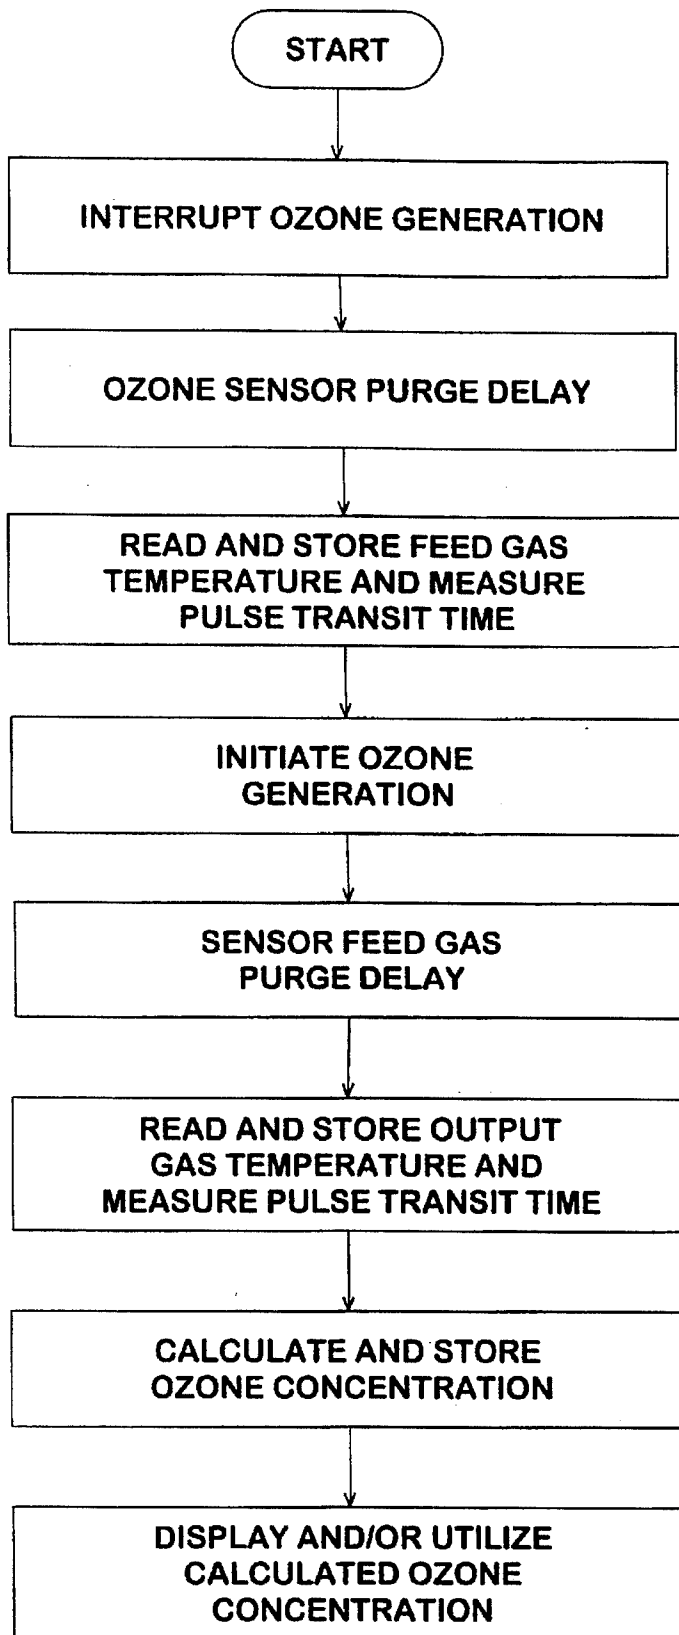 START
INTERRUPT OZONE GENERATION
OZONE SENSOR PURGE DELAY
READ AND STORE FEED GAS
TEMPERATURE AND MEASURE
PULSE TRANSIT TIME
INITIATE OZONE
GENERATION
SENSOR FEED GAS
PURGE DELAY
READ AND STORE OUTPUT
GAS TEMPERATURE AND
MEASURE PULSE TRANSIT TIME
CALCULATE AND STORE
OZONE CONCENTRATION
DISPLAY AND/OR UTILIZE
CALCULATED OZONE
CONCENTRATION